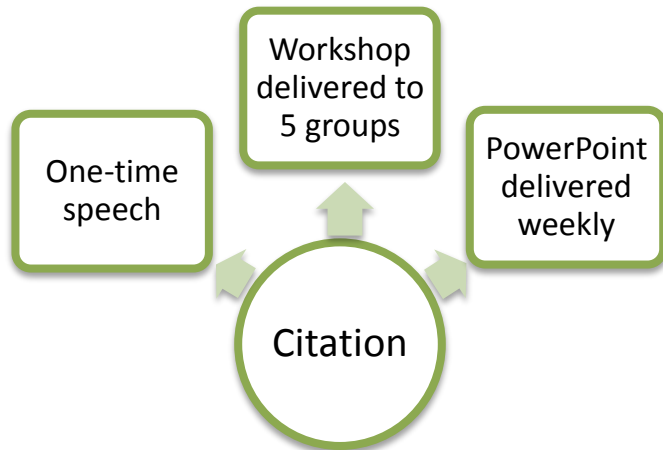 Workshop
delivered to
5 groups
One-time
speech
PowerPoint
delivered
weekly
Citation